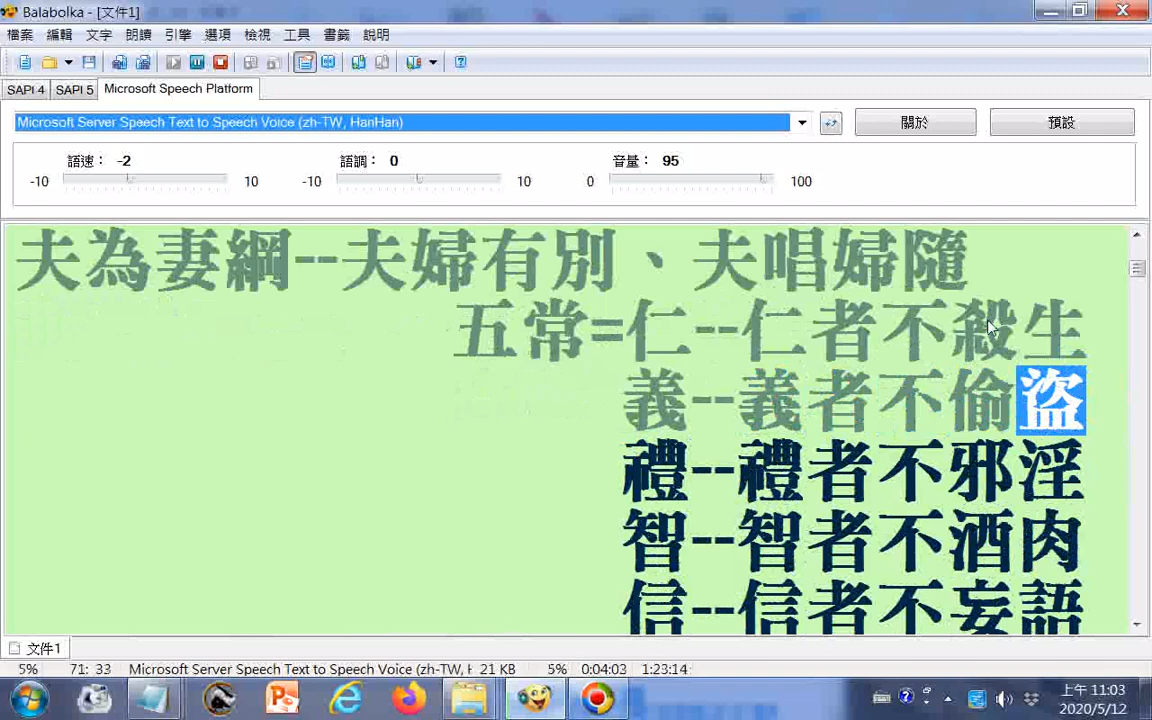 Balabolka - [文件1]
檔案 編輯 文字 朗讀 引擎 選項 檢視 工具 書籤 說明
SAPI 4 SAPI 5 Microsoft Speech Platform
Microsoft Server Speech Text to Speech Voice (zh-TW, HanHan) 關於 預設
語速： -2 語調： 0 音量： 95
-10 10 -10 10 0 100
夫為妻綱--夫婦有別、夫唱婦隨
五常=仁--仁者不殺生
義--義者不偷盜
禮--禮者不邪淫
智--智者不酒肉
信--信者不妄語
文件1
5% 71: 33 Microsoft Server Speech Text to Speech Voice (zh-TW, 21 KB 5% 0:04:03 1:23:14
上午 11:03
2020/5/12